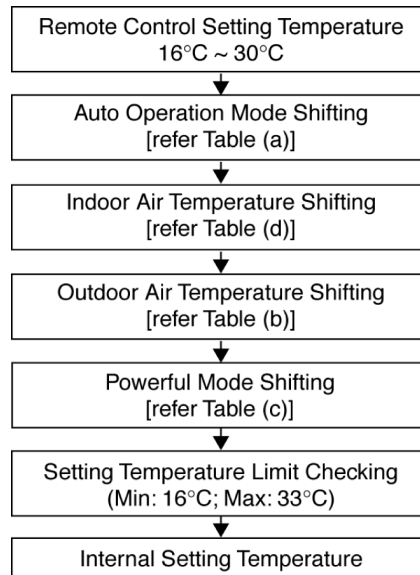 Remote Control Setting Temperature
16°C ~ 30°C
Auto Operation Mode Shifting
[refer Table (a)]
Indoor Air Temperature Shifting
[refer Table (d)]
Outdoor Air Temperature Shifting
[refer Table (b)]
Powerful Mode Shifting
[refer Table (c)]
Setting Temperature Limit Checking
(Min: 16°C; Max: 33°C)
Internal Setting Temperature